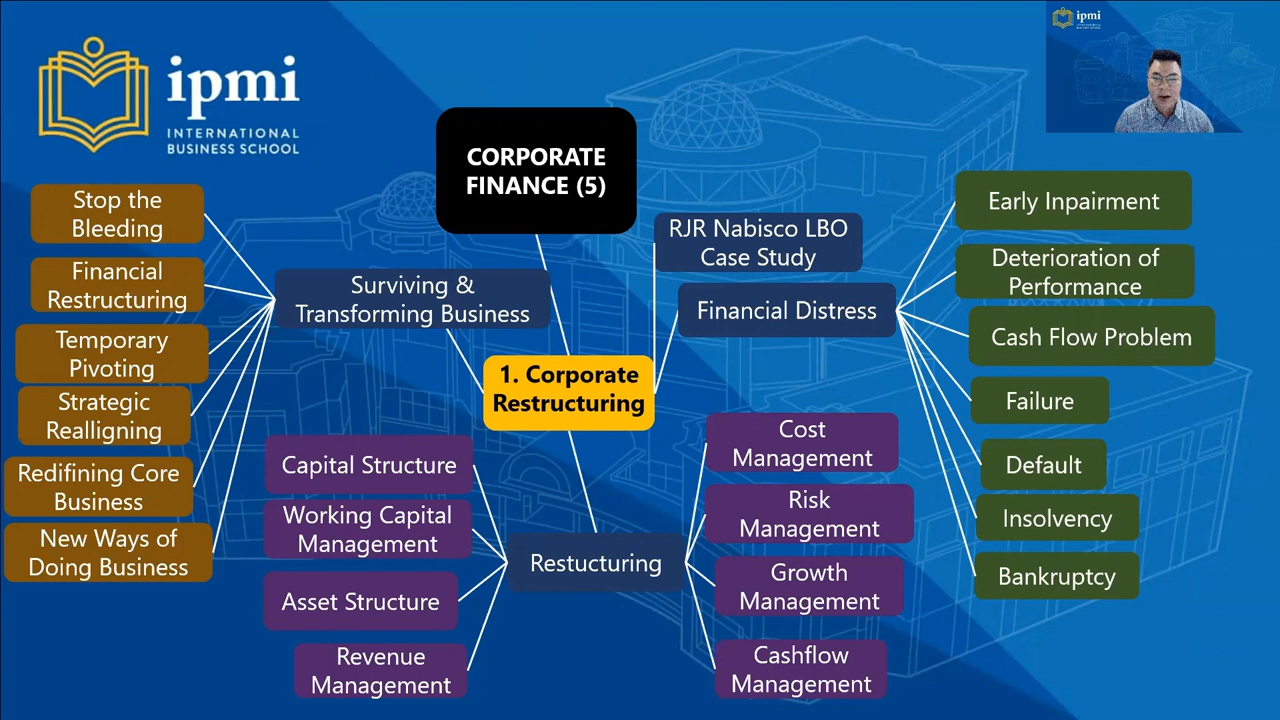 ipmi
INTERNATIONAL
BUSINESS SCHOOL
ipmi
CORPORATE
FINANCE (5)
1. Corporate
Restructuring
Surviving &
Transforming Business
Stop the
Bleeding
Financial
Restructuring
Temporary
Pivoting
Strategic
Realligning
Redifining Core
Business
New Ways of
Doing Business
RJR Nabisco LBO
Case Study
Financial Distress
Early Inpairment
Deterioration of
Performance
Cash Flow Problem
Failure
Default
Insolvency
Bankruptcy
Restucturing
Capital Structure
Working Capital
Management
Asset Structure
Revenue
Management
Cost
Management
Risk
Management
Growth
Management
Cashflow
Management